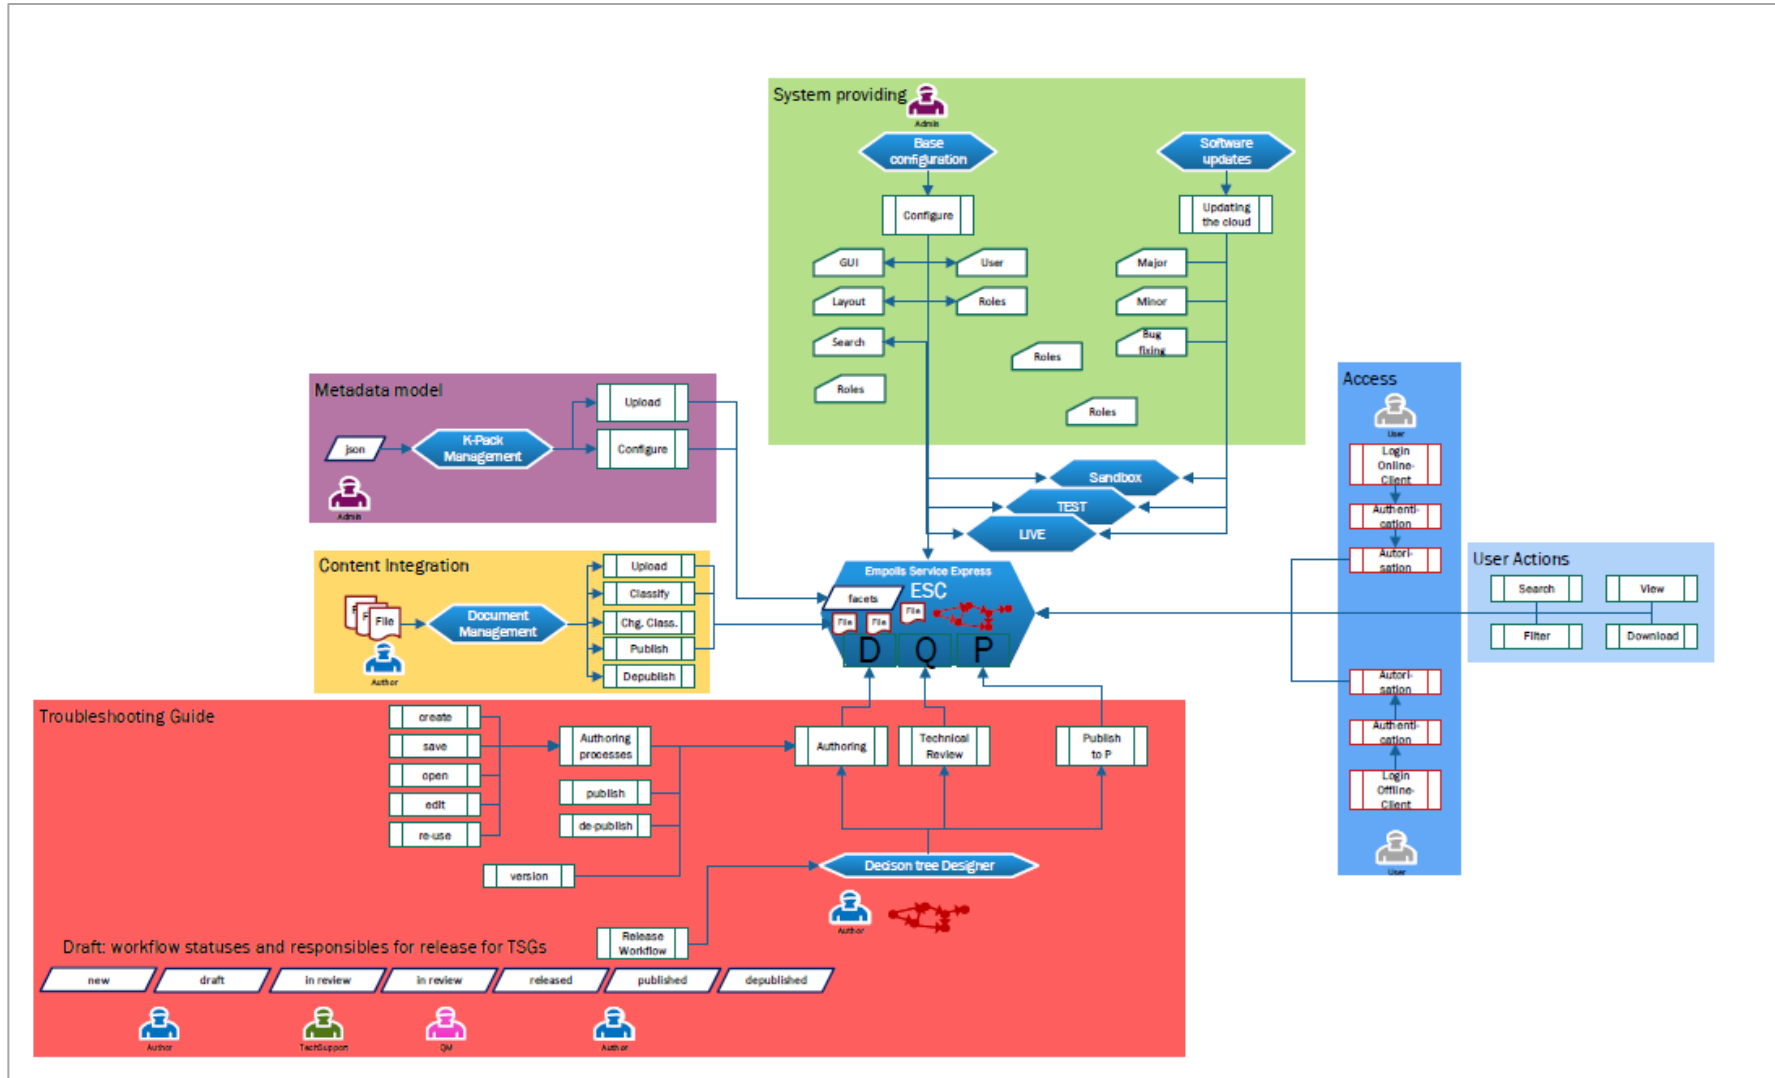 System providing
Admin
Base
configuration
Software
updates
Configure
Updating
the cloud
GUI
User
Major
Layout
Roles
Minor
Search
Bug
fixing
Roles
Roles
Roles
Metadata model
Upload
json
K-Pack
Management
Configure
Admin
Sandbox
TEST
LIVE
Access
User
Login
Online-
Client
Authenti-
cation
Autori-
sation
User Actions
Search
View
Filter
Download
Autori-
sation
Authenti-
cation
Login
Offline-
Client
User
Content Integration
File
Document
Management
Author
Upload
Classify
Chg. Class.
Publish
Depublish
Empolis Service Express
ESC
facets
File
File
File
D Q P
Troubleshooting Guide
create
save
open
edit
re-use
Authoring
processes
publish
de-publish
version
Authoring
Technical
Review
Publish
to P
Decison tree Designer
Author
Release
Workflow
Draft: workflow statuses and responsibles for release for TSGs
new draft in review in review released published depublished
Author TechSupport QM Author